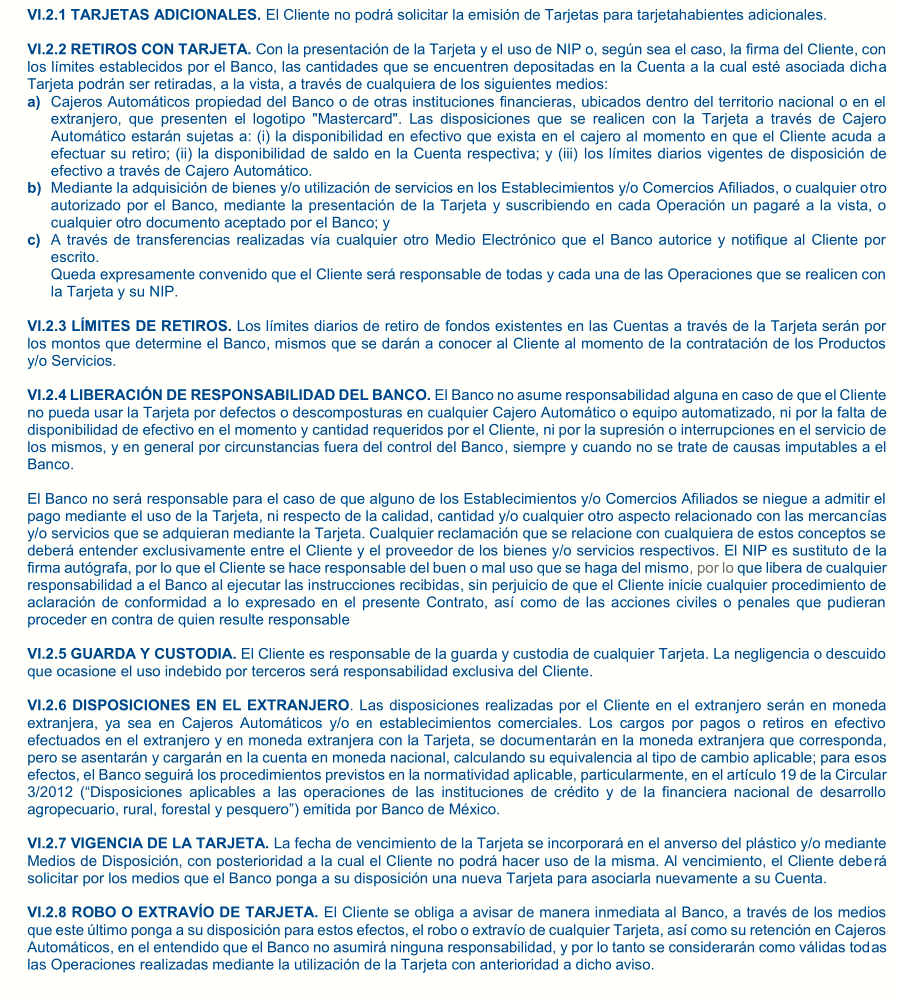 VI.2.1 TARJETAS ADICIONALES. El Cliente no podrá solicitar la emisión de Tarjetas para tarjetahabientes adicionales.
VI.2.2 RETIROS CON TARJETA. Con la presentación de la Tarjeta y el uso de NIP o, según sea el caso, la firma del Cliente, con
los límites establecidos por el Banco, las cantidades que se encuentren depositadas en la Cuenta a la cual esté asociada dicha
Tarjeta podrán ser retiradas, a la vista, a través de cualquiera de los siguientes medios:
a) Cajeros Automáticos propiedad del Banco o de otras instituciones financieras, ubicados dentro del territorio nacional o en el
extranjero, que presenten el logotipo "Mastercard". Las disposiciones que se realicen con la Tarjeta a través de Cajero
Automático estarán sujetas a: (i) la disponibilidad en efectivo que exista en el cajero al momento en que el Cliente acuda a
efectuar su retiro; (ii) la disponibilidad de saldo en la Cuenta respectiva; y (iii) los límites diarios vigentes de disposición de
efectivo a través de Cajero Automático.
b) Mediante la adquisición de bienes y/o utilización de servicios en los Establecimientos y/o Comercios Afiliados, o cualquier otro
autorizado por el Banco, mediante la presentación de la Tarjeta y suscribiendo en cada Operación un pagaré a la vista, o
cualquier otro documento aceptado por el Banco; y
c) A través de transferencias realizadas vía cualquier otro Medio Electrónico que el Banco autorice y notifique al Cliente por
escrito.
Queda expresamente convenido que el Cliente será responsable de todas y cada una de las Operaciones que se realicen con
la Tarjeta y su NIP.
VI.2.3 LÍMITES DE RETIROS. Los límites diarios de retiro de fondos existentes en las Cuentas a través de la Tarjeta serán por
los montos que determine el Banco, mismos que se darán a conocer al Cliente al momento de la contratación de los Productos
y/o Servicios.
VI.2.4 LIBERACIÓN DE RESPONSABILIDAD DEL BANCO. El Banco no asume responsabilidad alguna en caso de que el Cliente
no pueda usar la Tarjeta por defectos o descomposturas en cualquier Cajero Automático o equipo automatizado, ni por la falta de
disponibilidad de efectivo en el momento y cantidad requeridos por el Cliente, ni por la supresión o interrupciones en el servicio de
los mismos, y en general por circunstancias fuera del control del Banco, siempre y cuando no se trate de causas imputables a el
Banco.
El Banco no será responsable para el caso de que alguno de los Establecimientos y/o Comercios Afiliados se niegue a admitir el
pago mediante el uso de la Tarjeta, ni respecto de la calidad, cantidad y/o cualquier otro aspecto relacionado con las mercancías
y/o servicios que se adquieran mediante la Tarjeta. Cualquier reclamación que se relacione con cualquiera de estos conceptos se
deberá entender exclusivamente entre el Cliente y el proveedor de los bienes y/o servicios respectivos. El NIP es sustituto de la
firma autógrafa, por lo que el Cliente se hace responsable del buen o mal uso que se haga del mismo, por lo que libera de cualquier
responsabilidad a el Banco al ejecutar las instrucciones recibidas, sin perjuicio de que el Cliente inicie cualquier procedimiento de
aclaración de conformidad a lo expresado en el presente Contrato, así como de las acciones civiles o penales que pudieran
proceder en contra de quien resulte responsable
VI.2.5 GUARDA Y CUSTODIA. El Cliente es responsable de la guarda y custodia de cualquier Tarjeta. La negligencia o descuido
que ocasione el uso indebido por terceros será responsabilidad exclusiva del Cliente.
VI.2.6 DISPOSICIONES EN EL EXTRANJERO. Las disposiciones realizadas por el Cliente en el extranjero serán en moneda
extranjera, ya sea en Cajeros Automáticos y/o en establecimientos comerciales. Los cargos por pagos o retiros en efectivo
efectuados en el extranjero y en moneda extranjera con la Tarjeta, se documentarán en la moneda extranjera que corresponda,
pero se asentarán y cargarán en la cuenta en moneda nacional, calculando su equivalencia al tipo de cambio aplicable; para esos
efectos, el Banco seguirá los procedimientos previstos en la normatividad aplicable, particularmente, en el artículo 19 de la Circular
3/2012 (“Disposiciones aplicables a las operaciones de las instituciones de crédito y de la financiera nacional de desarrollo
agropecuario, rural, forestal y pesquero”) emitida por Banco de México.
VI.2.7 VIGENCIA DE LA TARJETA. La fecha de vencimiento de la Tarjeta se incorporará en el anverso del plástico y/o mediante
Medios de Disposición, con posterioridad a la cual el Cliente no podrá hacer uso de la misma. Al vencimiento, el Cliente deberá
solicitar por los medios que el Banco ponga a su disposición una nueva Tarjeta para asociarla nuevamente a su Cuenta.
VI.2.8 ROBO O EXTRAVÍO DE TARJETA. El Cliente se obliga a avisar de manera inmediata al Banco, a través de los medios
que este último ponga a su disposición para estos efectos, el robo o extravío de cualquier Tarjeta, así como su retención en Cajeros
Automáticos, en el entendido que el Banco no asumirá ninguna responsabilidad, y por lo tanto se considerarán como válidas todas
las Operaciones realizadas mediante la utilización de la Tarjeta con anterioridad a dicho aviso.